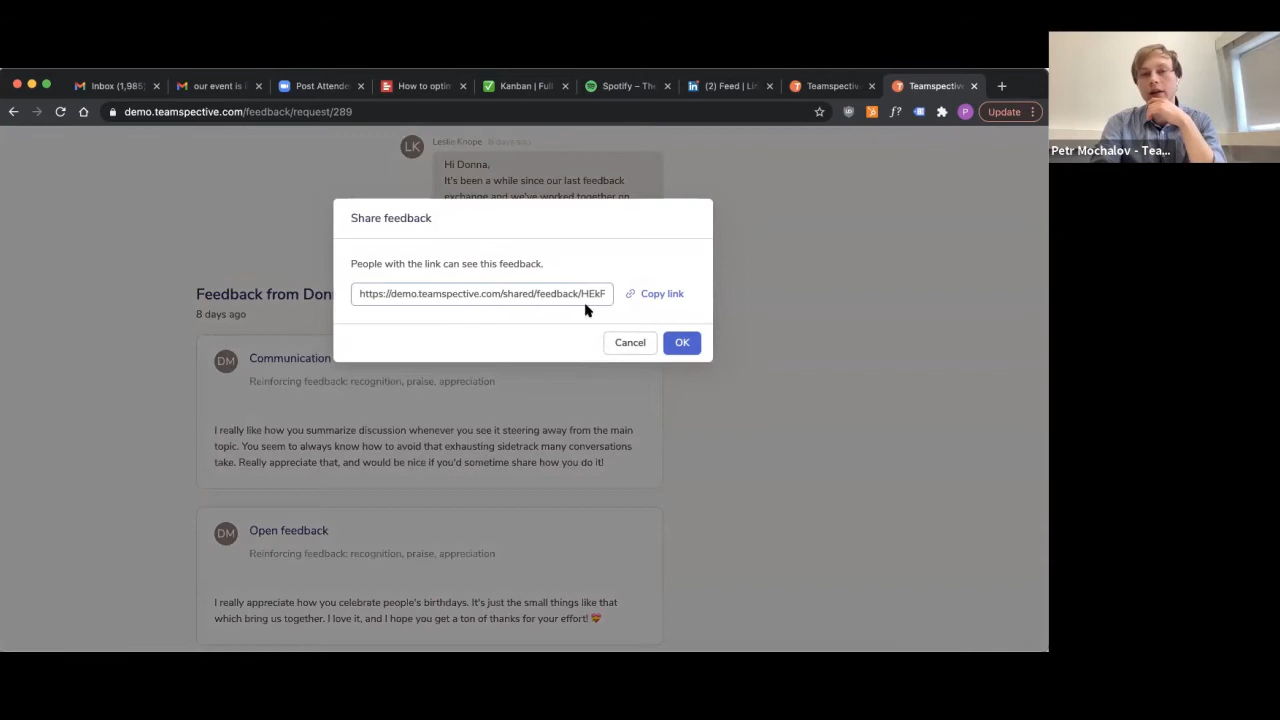 Inbox (1,985)
our event is
Post Attende
How to optin
Kanban | Full
Spotify – The
(2) Feed | Lin
Teamspectiv
Teamspective
demo.teamspective.com/feedback/request/289
f?
P
Update
Petr Mochalov - Tea...
LK
Leslie Knope 8 days ago
Hi Donna,
It's been a while since our last feedback
exchange and we've worked together on
Share feedback
People with the link can see this feedback.
https://demo.teamspective.com/shared/feedback/HEkF
Copy link
Cancel
OK
Feedback from Don
8 days ago
DM
Communication
Reinforcing feedback: recognition, praise, appreciation
I really like how you summarize discussion whenever you see it steering away from the main
topic. You seem to always know how to avoid that exhausting sidetrack many conversations
take. Really appreciate that, and would be nice if you'd sometime share how you do it!
DM
Open feedback
Reinforcing feedback: recognition, praise, appreciation
I really appreciate how you celebrate people's birthdays. It's just the small things like that
which bring us together. I love it, and I hope you get a ton of thanks for your effort! 💝